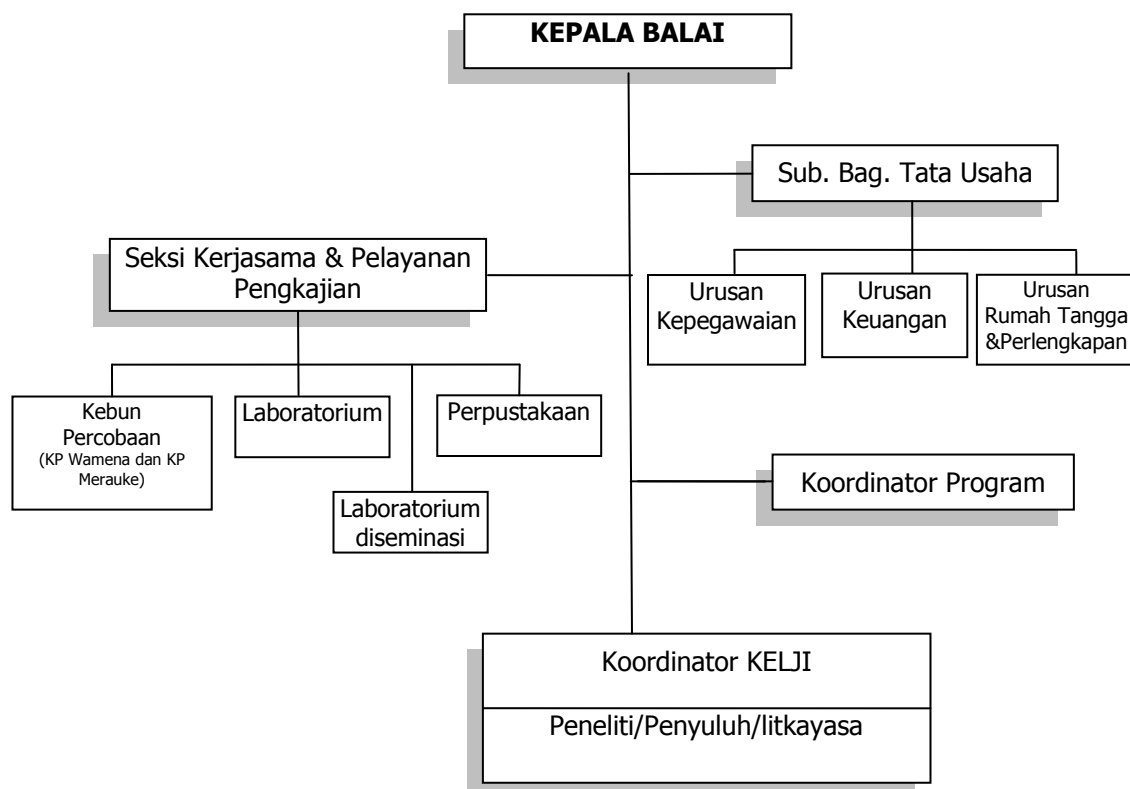 KEPALA BALAI
Sub. Bag. Tata Usaha
Seksi Kerjasama & Pelayanan
Pengkajian
Urusan
Kepegawaian
Urusan
Keuangan
Urusan
Rumah Tangga
&Perlengkapan
Kebun
Percobaan
(KP Wamena dan KP
Merauke)
Laboratorium
Perpustakaan
Laboratorium
diseminasi
Koordinator Program
Koordinator KELJI
Peneliti/Penyuluh/litkayasa